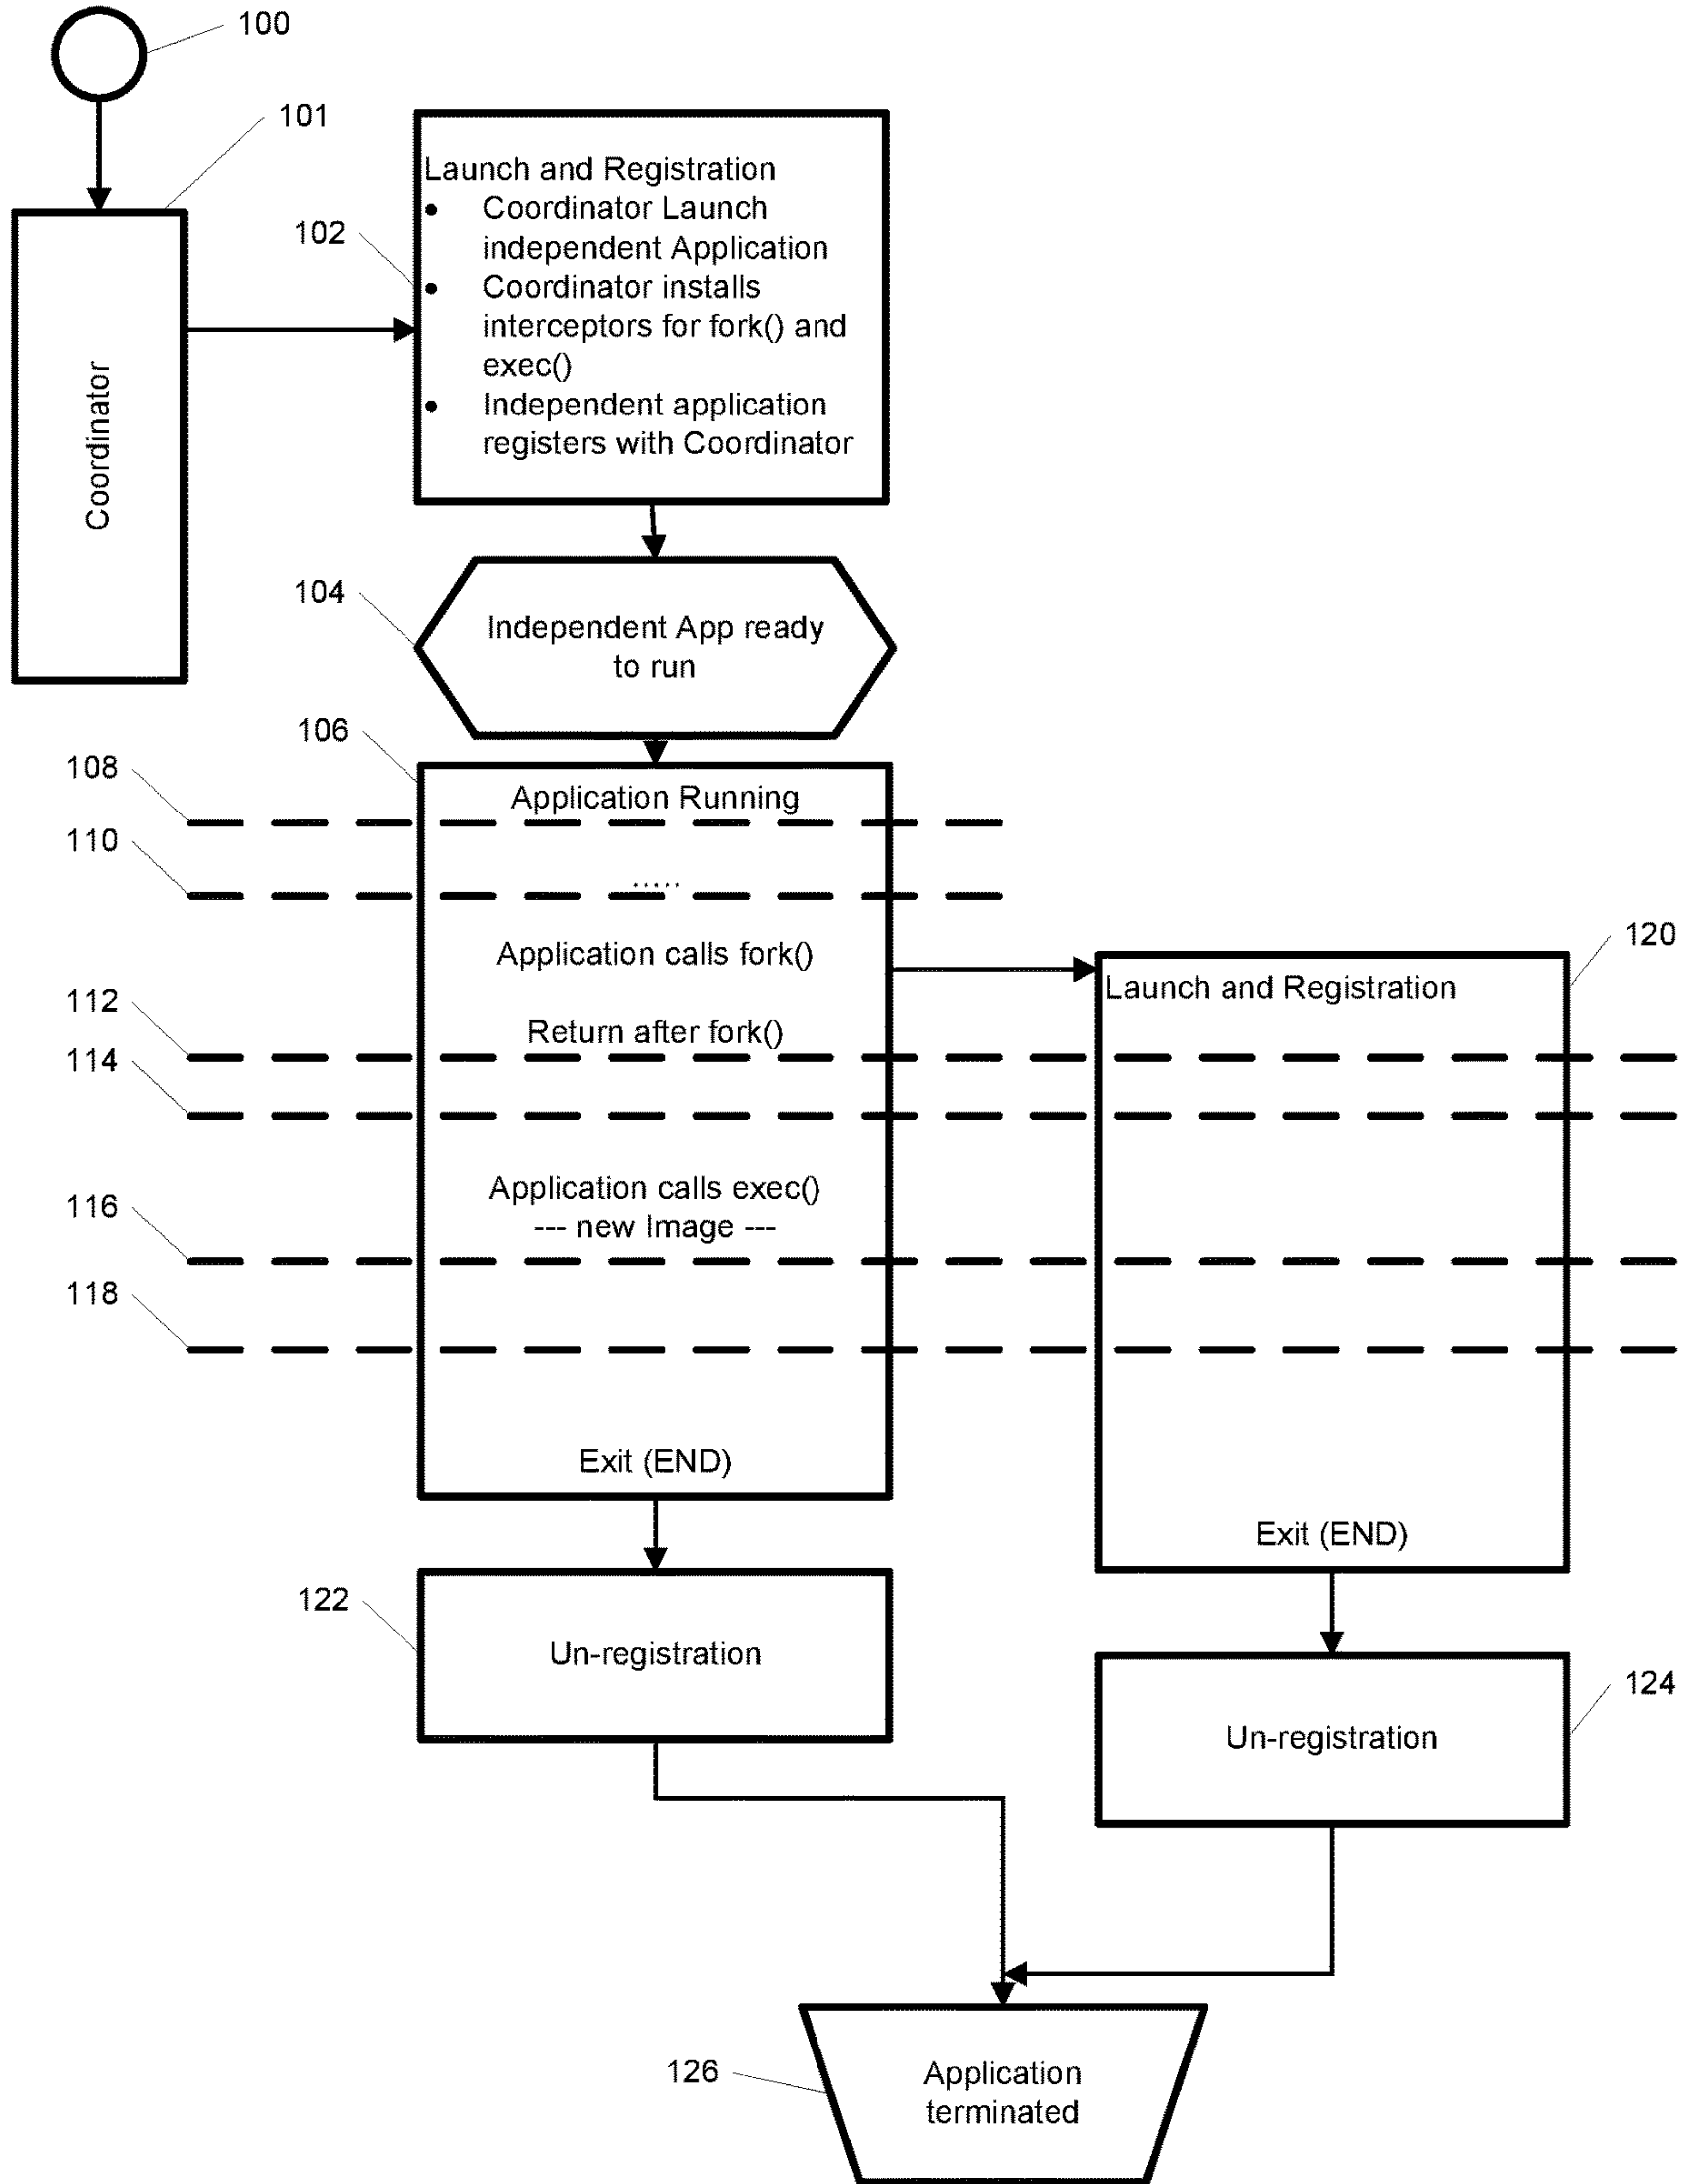 100
101
Coordinator
102
Launch and Registration
• Coordinator Launch
independent Application
• Coordinator installs
interceptors for fork() and
exec()
• Independent application
registers with Coordinator
104
Independent App ready
to run
106
Application Running
108
110
.....
Application calls fork()
120
Launch and Registration
Return after fork()
112
114
Application calls exec()
--- new Image ---
116
118
Exit (END)
Exit (END)
122
Un-registration
124
Un-registration
126
Application
terminated